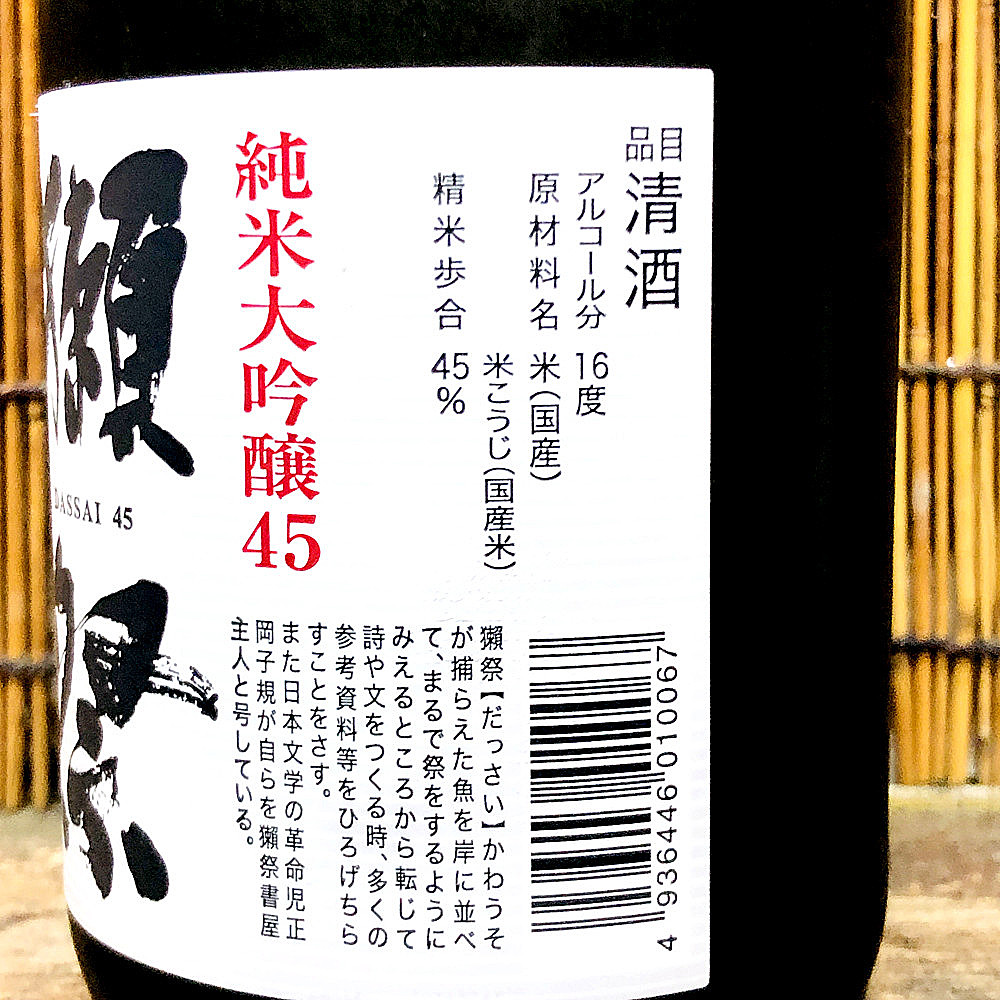 品目 清酒
アルコール分 16度
原材料名 米(国産)
米こうじ(国産米)
精米歩合 45%
純米大吟醸45
獺祭
DASSAI 45
獺祭【だっさい】かわうそ
が捕らえた魚を岸に並べ
て、まるで祭をするように
みえるところから転じて
詩や文をつくる時、多くの
参考資料等をひろげちら
すことをさす。
また日本文学の革命児正
岡子規が自らを獺祭書屋
主人と号している。
4936446010067